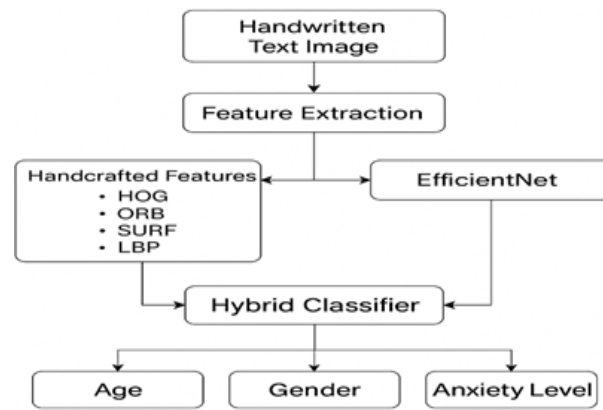 Handwritten
Text Image
Feature Extraction
Handcrafted Features
• HOG
• ORB
• SURF
• LBP
EfficientNet
Hybrid Classifier
Age
Gender
Anxiety Level